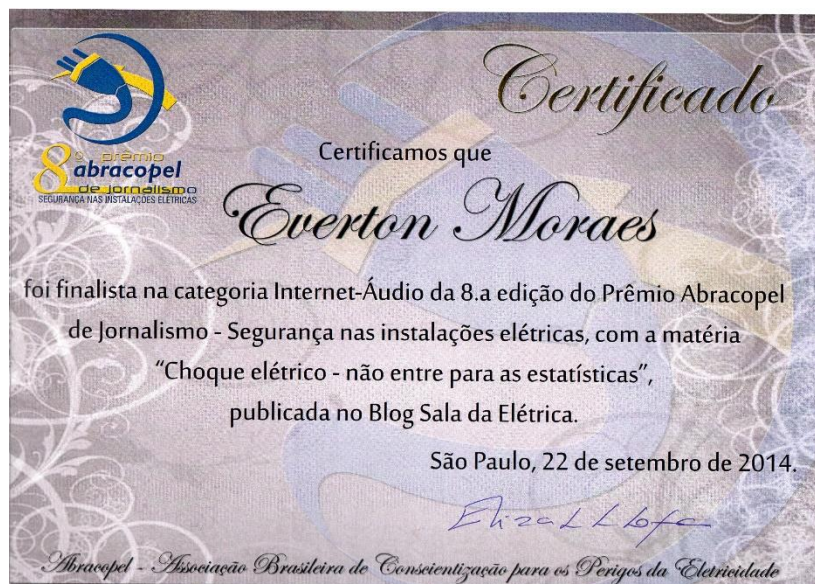 Certificado
8º prêmio
abracopel
de jornalismo
SEGURANÇA NAS INSTALAÇÕES ELÉTRICAS
Certificamos que
Everton Moraes
foi finalista na categoria Internet-Áudio da 8.a edição do Prêmio Abracopel
de Jornalismo - Segurança nas instalações elétricas, com a matéria
“Choque elétrico - não entre para as estatísticas”,
publicada no Blog Sala da Elétrica.
São Paulo, 22 de setembro de 2014.
Abracopel - Associação Brasileira de Conscientização para os Perigos da Eletricidade